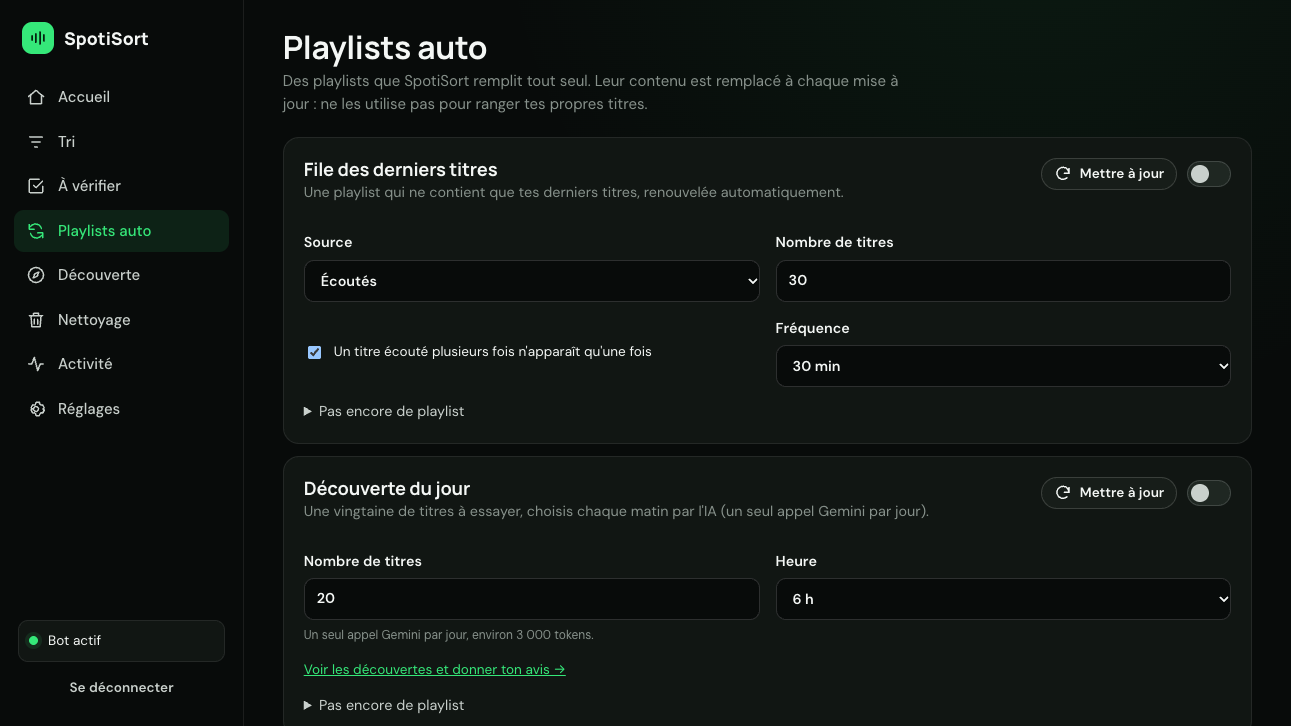 SpotiSort
Accueil
Tri
À vérifier
Playlists auto
Découverte
Nettoyage
Activité
Réglages
Bot actif
Se déconnecter
Playlists auto
Des playlists que SpotiSort remplit tout seul. Leur contenu est remplacé à chaque mise à
jour : ne les utilise pas pour ranger tes propres titres.
File des derniers titres
Une playlist qui ne contient que tes derniers titres, renouvelée automatiquement.
Mettre à jour
Source
Écoutés
Nombre de titres
30
Un titre écouté plusieurs fois n'apparaît qu'une fois
Fréquence
30 min
Pas encore de playlist
Découverte du jour
Une vingtaine de titres à essayer, choisis chaque matin par l'IA (un seul appel Gemini par jour).
Mettre à jour
Nombre de titres
20
Heure
6 h
Un seul appel Gemini par jour, environ 3 000 tokens.
Voir les découvertes et donner ton avis →
Pas encore de playlist